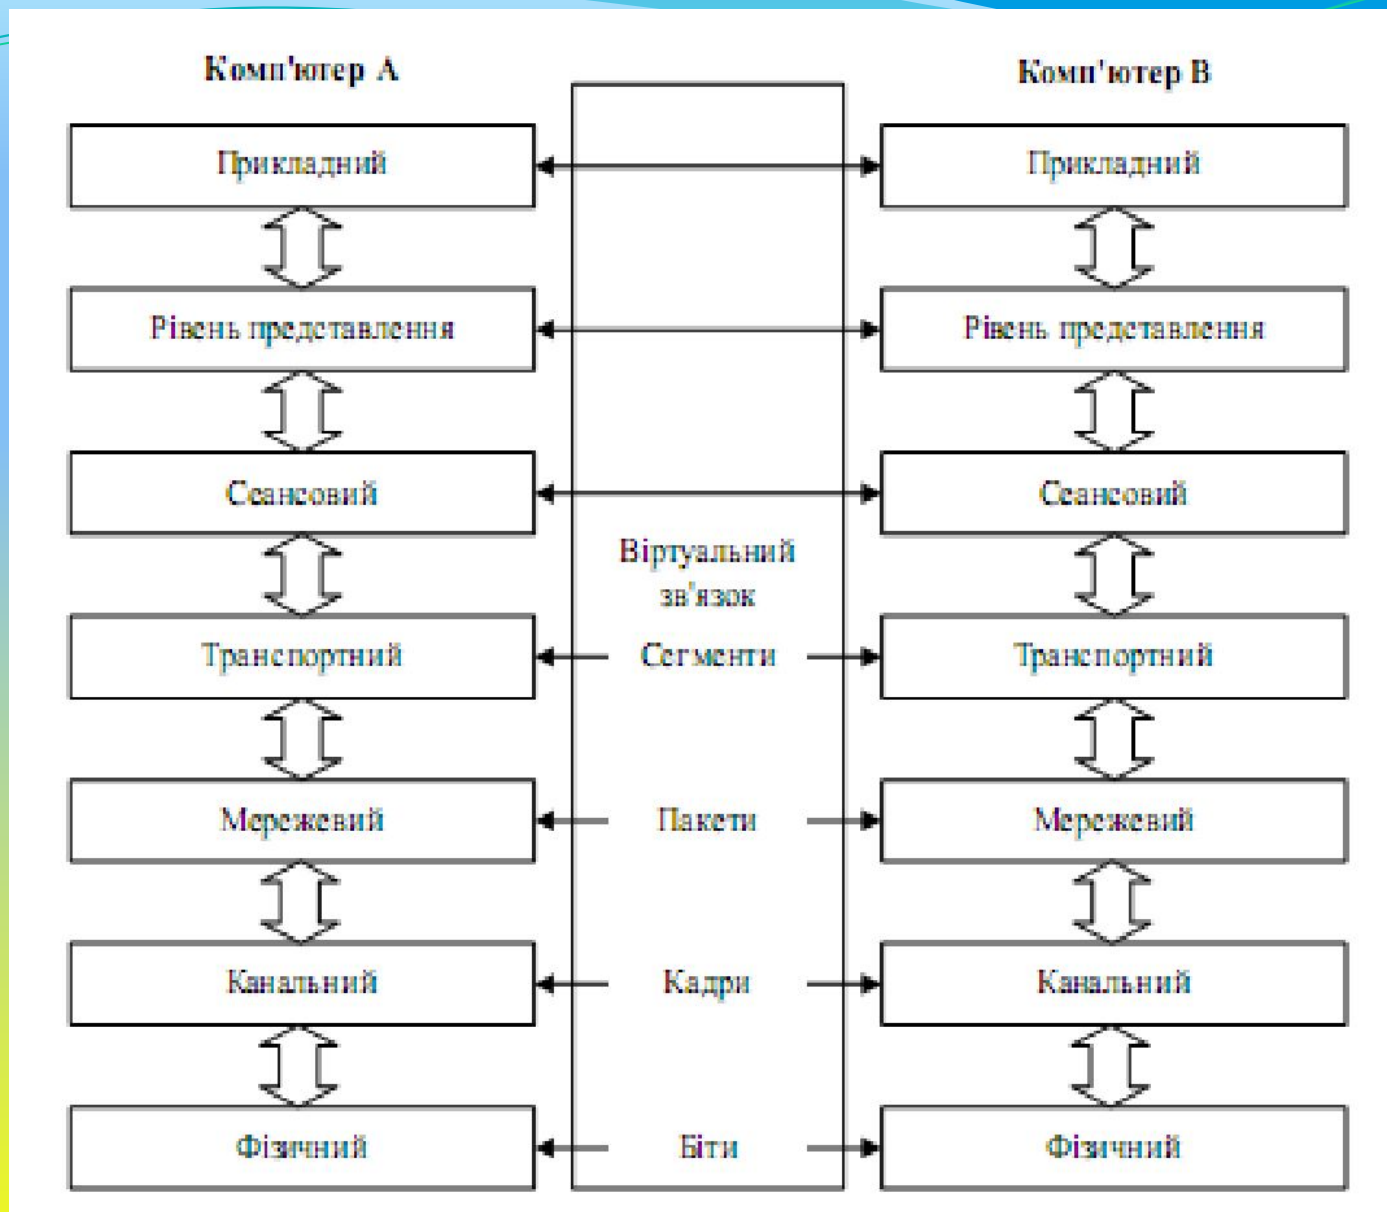 Комп'ютер А
Комп'ютер В
Прикладний
Прикладний
Рівень представлення
Рівень представлення
Сеансовий
Сеансовий
Віртуальний
зв'язок
Транспортний
Сегменти
Транспортний
Мережевий
Пакети
Мережевий
Канальний
Кадри
Канальний
Фізичний
Біти
Фізичний